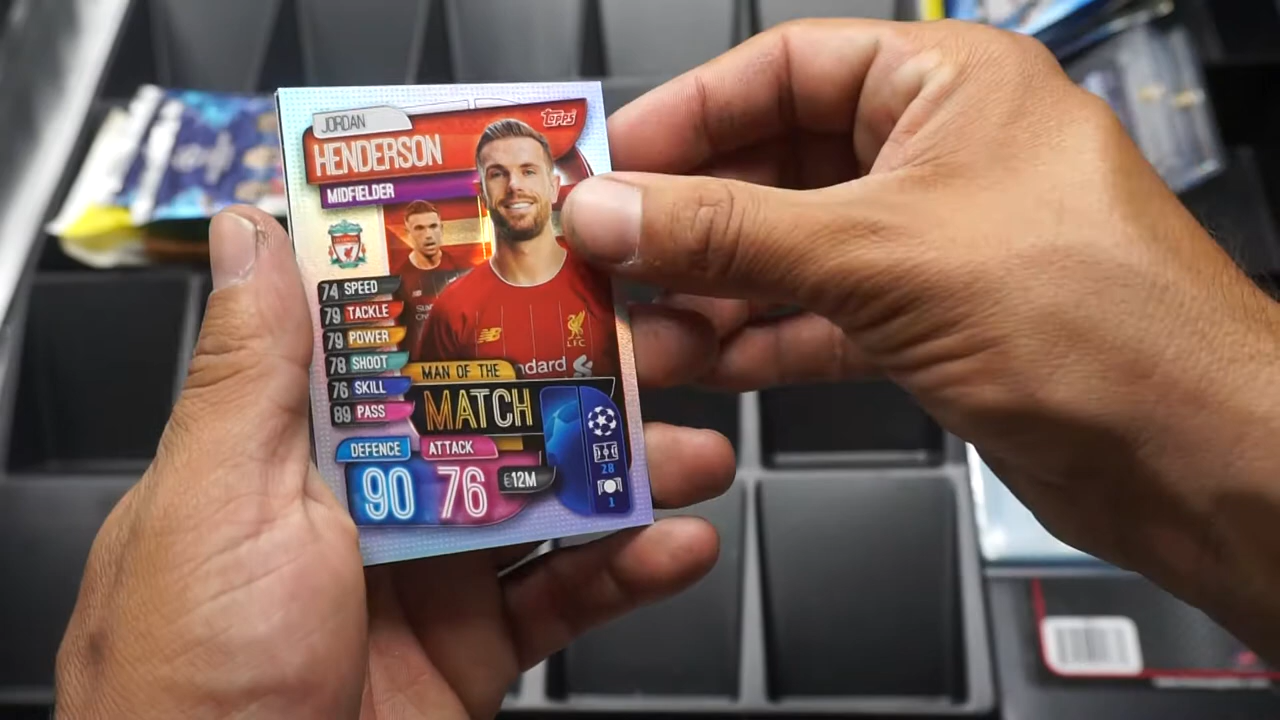 JORDAN
HENDERSON
Topps
MIDFIELDER
74 SPEED
79 TACKLE
79 POWER
78 SHOOT
76 SKILL
89 PASS
LFC
MAN OF THE
MATCH
DEFENCE ATTACK
90 76
€12M
28
1